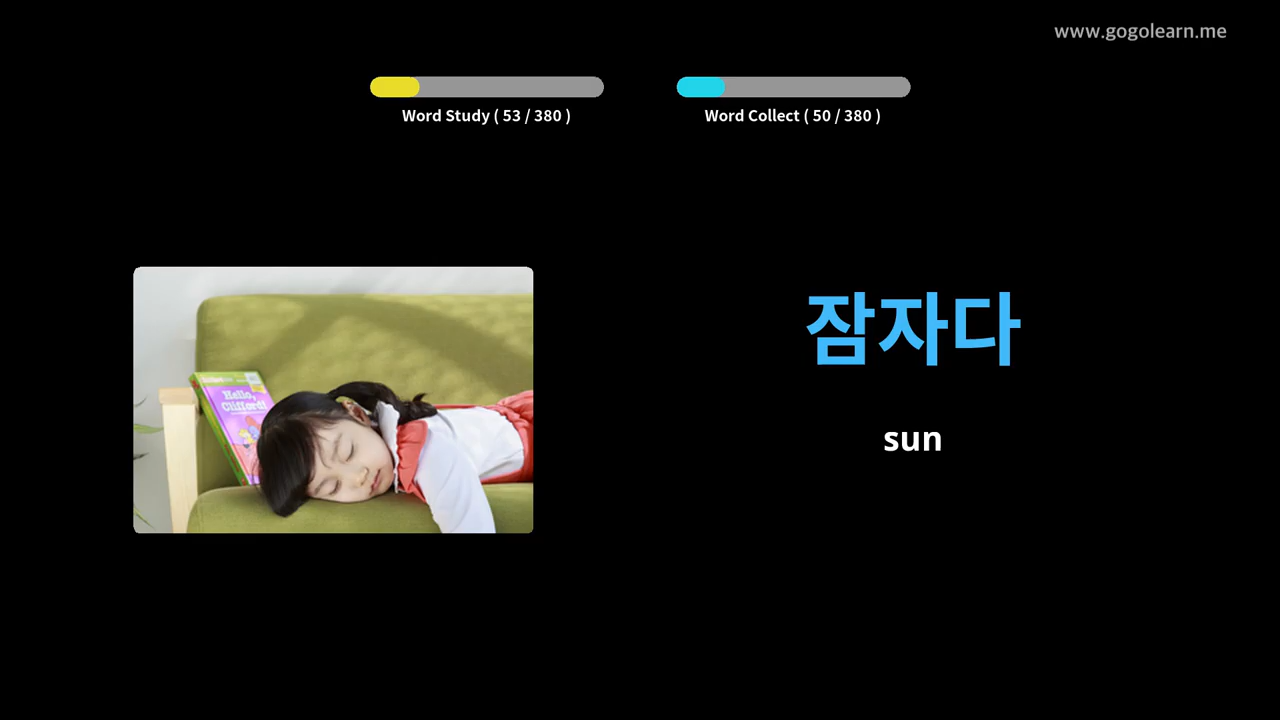 www.gogolearn.me
Word Study ( 53 / 380 )
Word Collect ( 50 / 380 )
Hello,
Clifford!
잠자다
sun